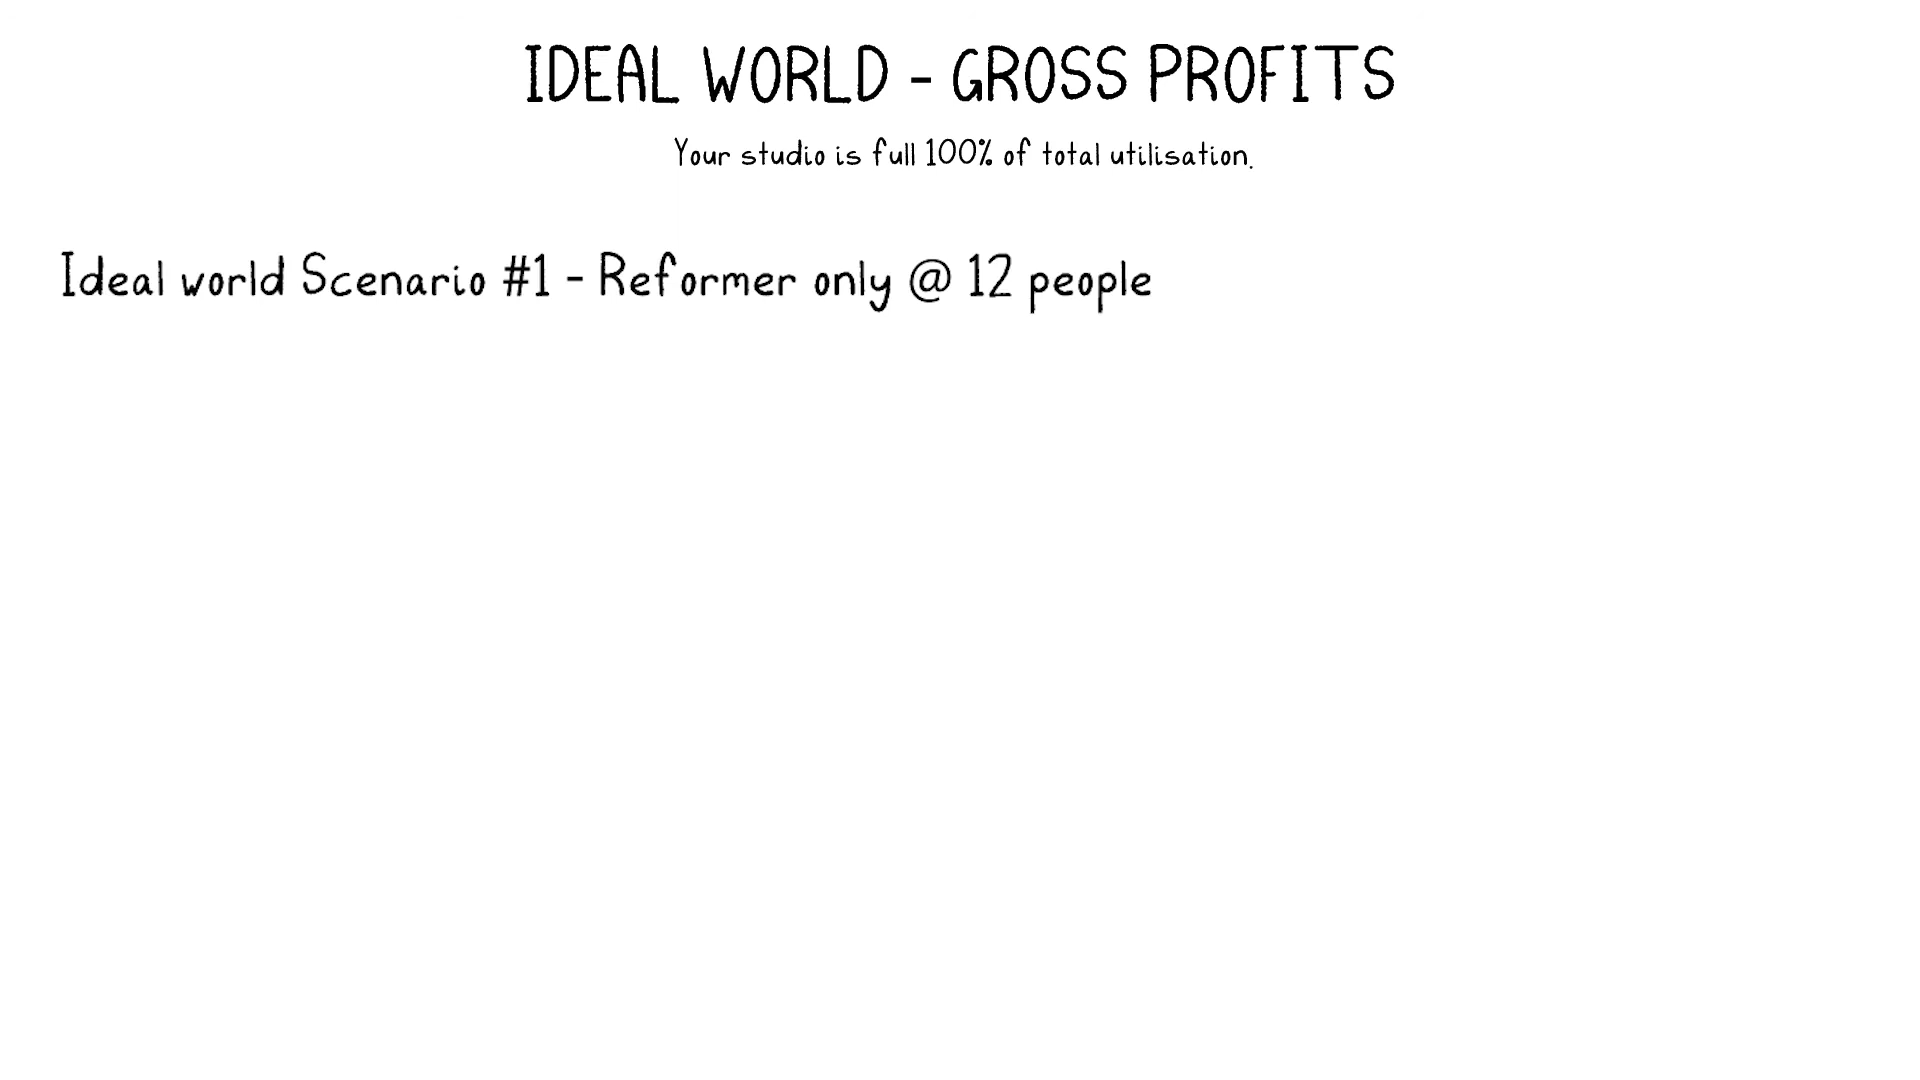 IDEAL WORLD - GROSS PROFITS
Your studio is full 100% of total utilisation.
Ideal world Scenario #1 - Reformer only @ 12 people